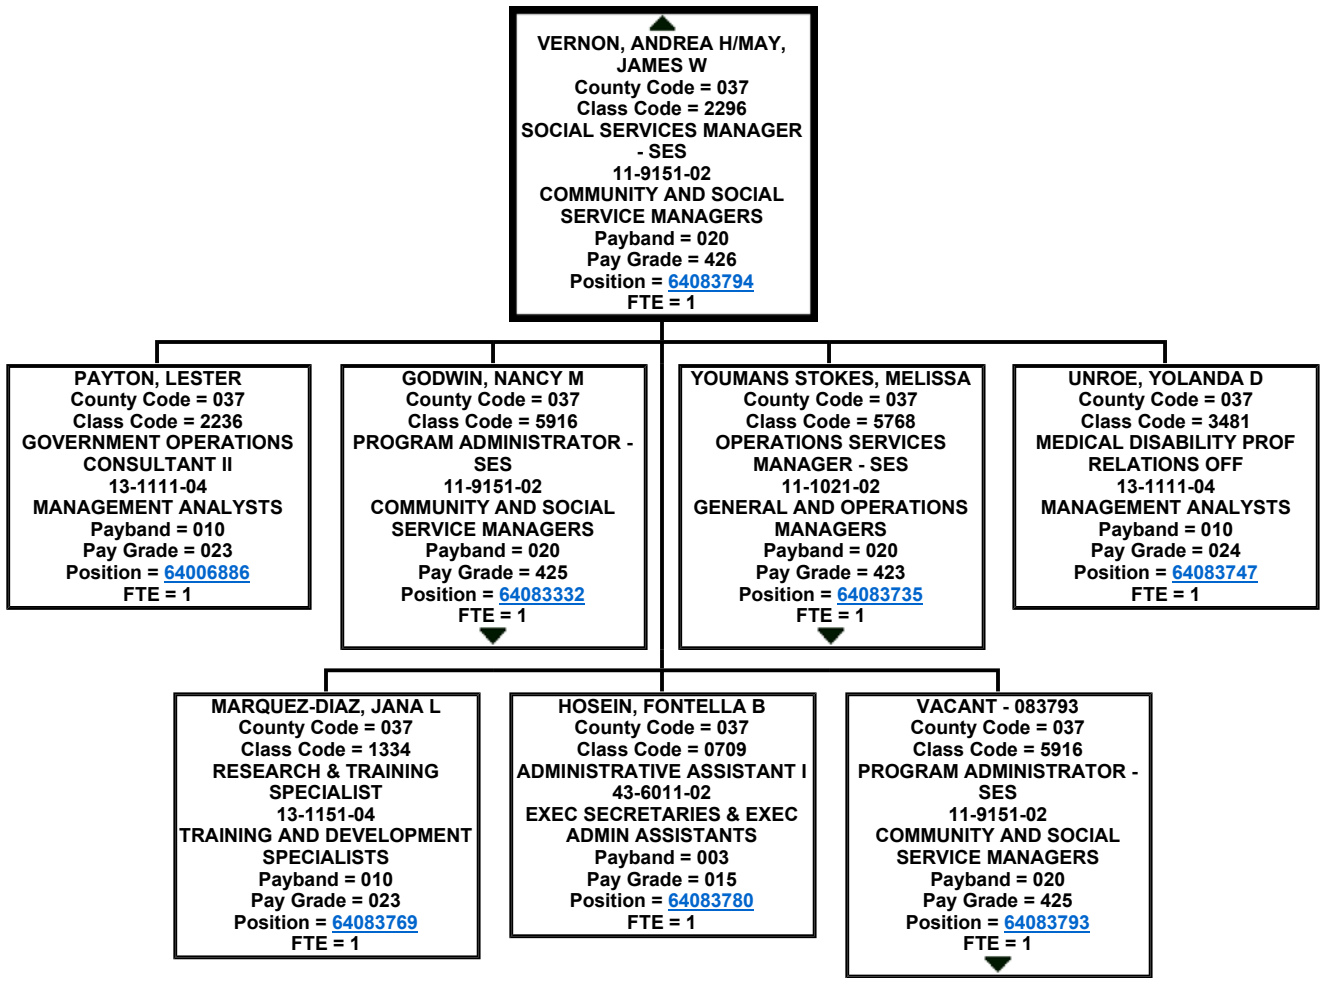 VERNON, ANDREA H/MAY,
JAMES W
County Code = 037
Class Code = 2296
SOCIAL SERVICES MANAGER
- SES
11-9151-02
COMMUNITY AND SOCIAL
SERVICE MANAGERS
Payband = 020
Pay Grade = 426
Position = 64083794
FTE = 1
PAYTON, LESTER
County Code = 037
Class Code = 2236
GOVERNMENT OPERATIONS
CONSULTANT II
13-1111-04
MANAGEMENT ANALYSTS
Payband = 010
Pay Grade = 023
Position = 64006886
FTE = 1
GODWIN, NANCY M
County Code = 037
Class Code = 5916
PROGRAM ADMINISTRATOR -
SES
11-9151-02
COMMUNITY AND SOCIAL
SERVICE MANAGERS
Payband = 020
Pay Grade = 425
Position = 64083332
FTE = 1
YOUMANS STOKES, MELISSA
County Code = 037
Class Code = 5768
OPERATIONS SERVICES
MANAGER - SES
11-1021-02
GENERAL AND OPERATIONS
MANAGERS
Payband = 020
Pay Grade = 423
Position = 64083735
FTE = 1
UNROE, YOLANDA D
County Code = 037
Class Code = 3481
MEDICAL DISABILITY PROF
RELATIONS OFF
13-1111-04
MANAGEMENT ANALYSTS
Payband = 010
Pay Grade = 024
Position = 64083747
FTE = 1
MARQUEZ-DIAZ, JANA L
County Code = 037
Class Code = 1334
RESEARCH & TRAINING
SPECIALIST
13-1151-04
TRAINING AND DEVELOPMENT
SPECIALISTS
Payband = 010
Pay Grade = 023
Position = 64083769
FTE = 1
HOSEIN, FONTELLA B
County Code = 037
Class Code = 0709
ADMINISTRATIVE ASSISTANT I
43-6011-02
EXEC SECRETARIES & EXEC
ADMIN ASSISTANTS
Payband = 003
Pay Grade = 015
Position = 64083780
FTE = 1
VACANT - 083793
County Code = 037
Class Code = 5916
PROGRAM ADMINISTRATOR -
SES
11-9151-02
COMMUNITY AND SOCIAL
SERVICE MANAGERS
Payband = 020
Pay Grade = 425
Position = 64083793
FTE = 1